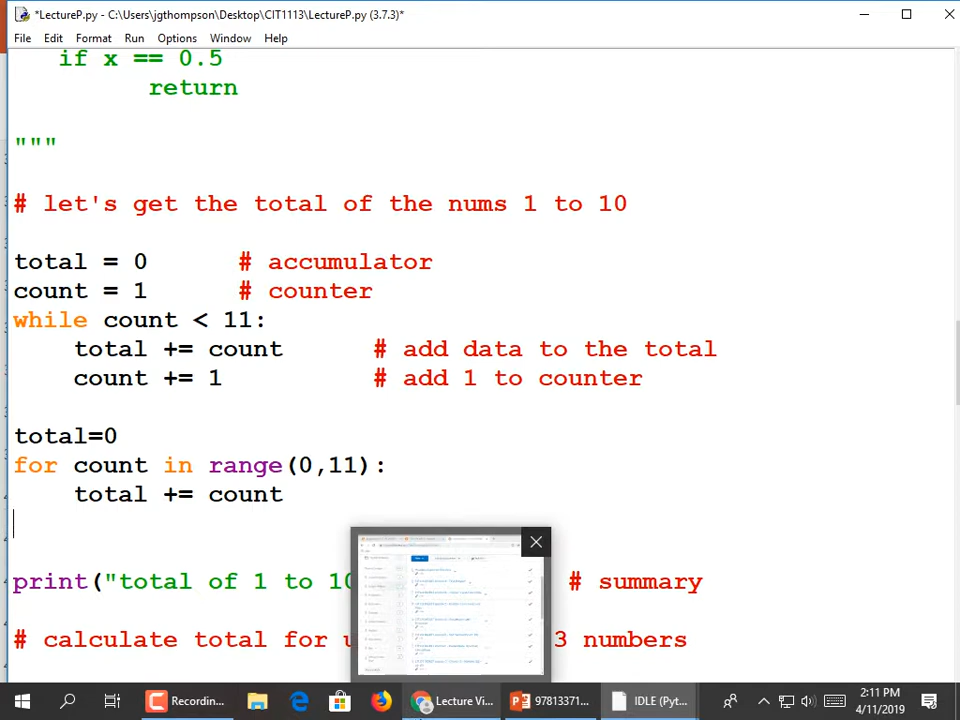 *LectureP.py - C:\Users\jgthompson\Desktop\CIT1113\LectureP.py (3.7.3)*
File Edit Format Run Options Window Help
if x == 0.5
return
"""
# let's get the total of the nums 1 to 10
total = 0 # accumulator
count = 1 # counter
while count < 11:
total += count # add data to the total
count += 1 # add 1 to counter
total=0
for count in range(0,11):
total += count
print("total of 1 to 10 # summary
# calculate total for u 3 numbers
Recordin... Lecture Vi... 97813371... IDLE (Pyt...
2:11 PM
4/11/2019